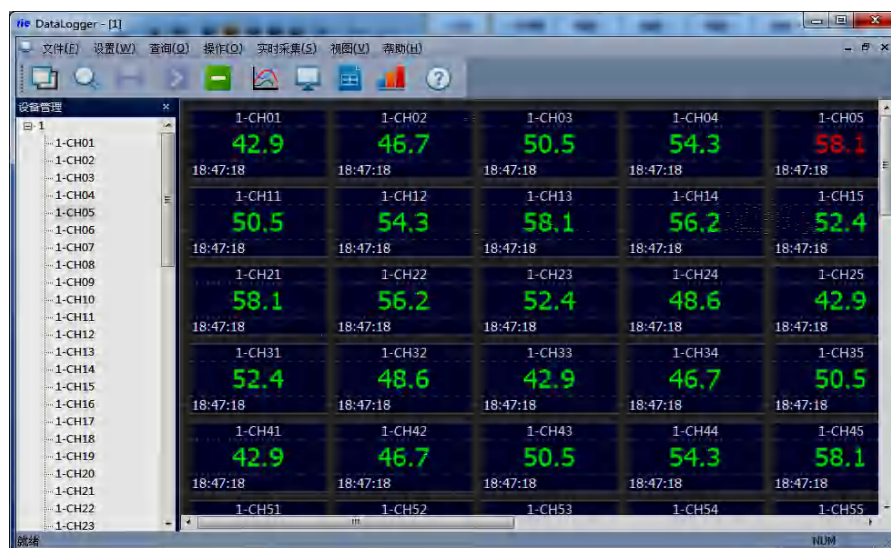 rie DataLogger - [1]
文件(F) 设置(W) 查询(Q) 操作(O) 实时采集(S) 视图(V) 帮助(H)
设备管理
1
1-CH01
1-CH02
1-CH03
1-CH04
1-CH05
1-CH06
1-CH07
1-CH08
1-CH09
1-CH10
1-CH11
1-CH12
1-CH13
1-CH14
1-CH15
1-CH16
1-CH17
1-CH18
1-CH19
1-CH20
1-CH21
1-CH22
1-CH23
1-CH01 1-CH02 1-CH03 1-CH04 1-CH05
42.9 46.7 50.5 54.3 58.1
18:47:18 18:47:18 18:47:18 18:47:18 18:47:18
1-CH11 1-CH12 1-CH13 1-CH14 1-CH15
50.5 54.3 58.1 56.2 52.4
18:47:18 18:47:18 18:47:18 18:47:18 18:47:18
1-CH21 1-CH22 1-CH23 1-CH24 1-CH25
58.1 56.2 52.4 48.6 42.9
18:47:18 18:47:18 18:47:18 18:47:18 18:47:18
1-CH31 1-CH32 1-CH33 1-CH34 1-CH35
52.4 48.6 42.9 46.7 50.5
18:47:18 18:47:18 18:47:18 18:47:18 18:47:18
1-CH41 1-CH42 1-CH43 1-CH44 1-CH45
42.9 46.7 50.5 54.3 58.1
18:47:18 18:47:18 18:47:18 18:47:18 18:47:18
1-CH51 1-CH52 1-CH53 1-CH54 1-CH55
就绪
NUM